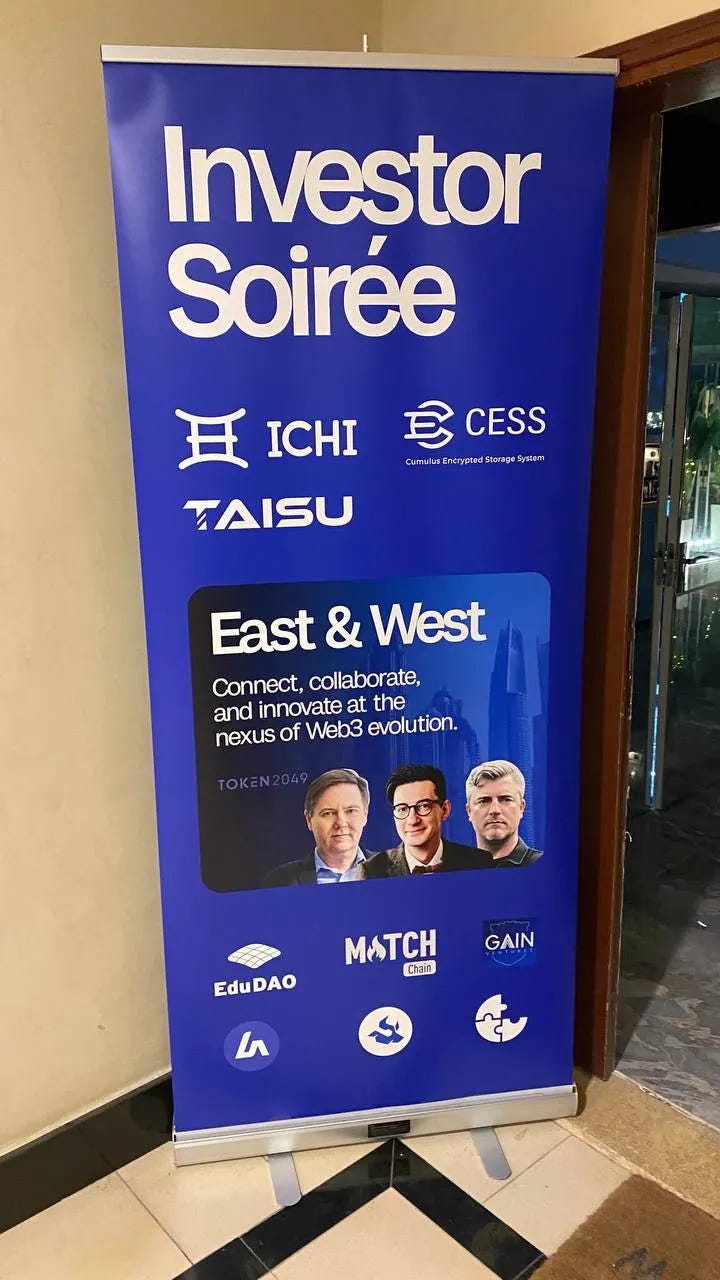 Investor
Soirée
ICHI
CESS
Cumulus Encrypted Storage System
TAISU
East & West
Connect, collaborate,
and innovate at the
nexus of Web3 evolution.
TOKEN2049
EduDAO
MATCH
Chain
GAIN
VENTURES